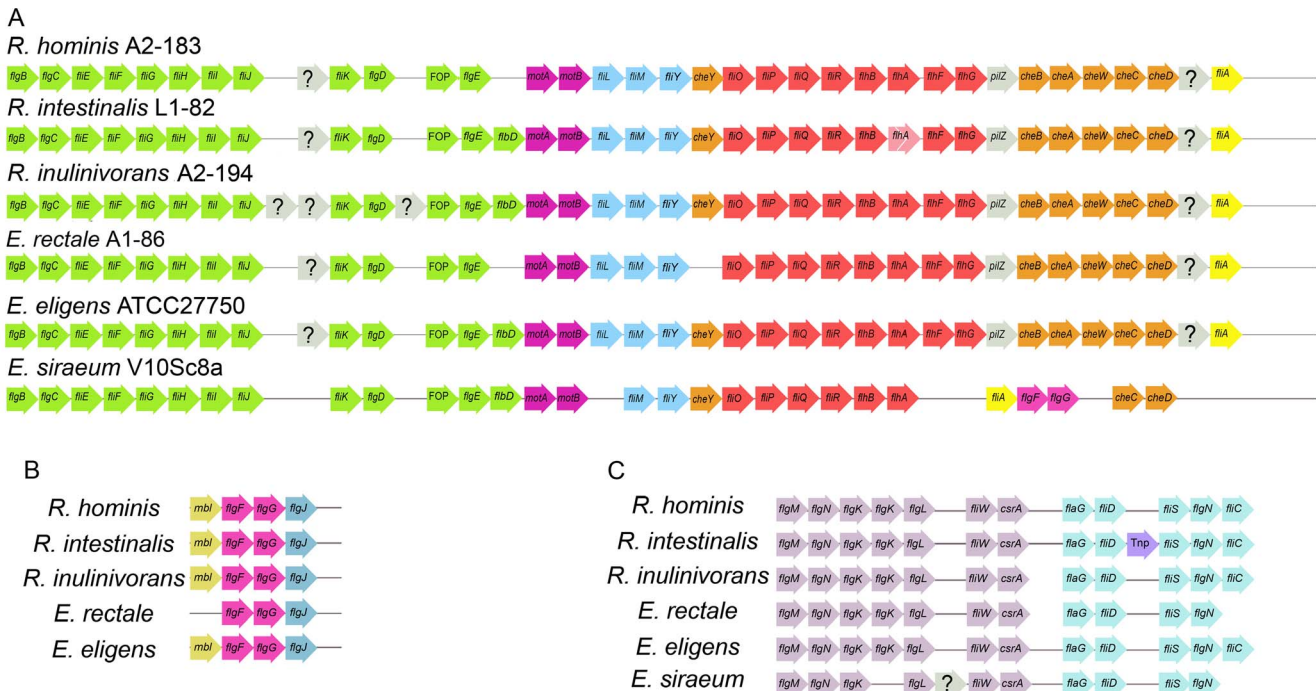 A
R. hominis A2-183
flgB flgC fliE fliF fliG fliH fliI fliJ ? fliK flgD FOP flgE motA motB fliL fliM fliY cheY fliO fliP fliQ fliR flhB flhA flhF flhG pilZ cheB cheA cheW cheC cheD ? fliA
R. intestinalis L1-82
flgB flgC fliE fliF fliG fliH fliI fliJ ? fliK flgD FOP flgE flbD motA motB fliL fliM fliY cheY fliO fliP fliQ fliR flhB flhA flhF flhG pilZ cheB cheA cheW cheC cheD ? fliA
R. inulinivorans A2-194
flgB flgC fliE fliF fliG fliH fliI fliJ ? ? fliK flgD ? FOP flgE flbD motA motB fliL fliM fliY cheY fliO fliP fliQ fliR flhB flhA flhF flhG pilZ cheB cheA cheW cheC cheD ? fliA
E. rectale A1-86
flgB flgC fliE fliF fliG fliH fliI fliJ ? fliK flgD FOP flgE motA motB fliL fliM fliY fliO fliP fliQ fliR flhB flhA flhF flhG pilZ cheB cheA cheW cheC cheD ? fliA
E. eligens ATCC27750
flgB flgC fliE fliF fliG fliH fliI fliJ ? fliK flgD FOP flgE flbD motA motB fliL fliM fliY cheY fliO fliP fliQ fliR flhB flhA flhF flhG pilZ cheB cheA cheW cheC cheD ? fliA
E. siraeum V10Sc8a
flgB flgC fliE fliF fliG fliH fliI fliJ fliK flgD FOP flgE flbD motA motB fliM fliY cheY fliO fliP fliQ fliR flhB flhA fliA flgF flgG cheC cheD
B
R. hominis mbl flgF flgG flgJ
R. intestinalis mbl flgF flgG flgJ
R. inulinivorans mbl flgF flgG flgJ
E. rectale flgF flgG flgJ
E. eligens mbl flgF flgG flgJ
C
R. hominis flgM flgN flgK flgK flgL fliW csrA flaG fliD fliS flgN fliC
R. intestinalis flgM flgN flgK flgK flgL fliW csrA flaG fliD Tnp fliS flgN fliC
R. inulinivorans flgM flgN flgK flgK flgL fliW csrA flaG fliD fliS flgN fliC
E. rectale flgM flgN flgK flgK flgL fliW csrA flaG fliD fliS flgN
E. eligens flgM flgN flgK flgK flgL fliW csrA flaG fliD fliS flgN fliC
E. siraeum flgM flgN flgK flgL ? fliW csrA flaG fliD fliS flgN